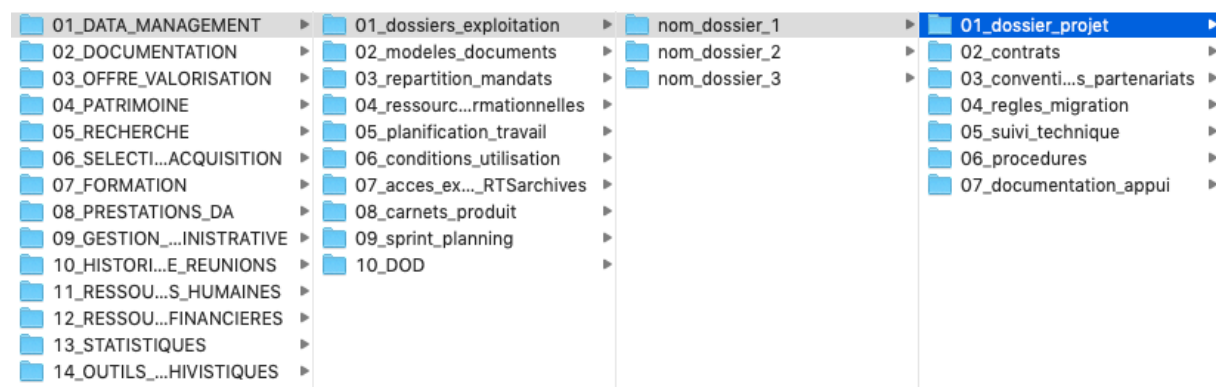 01_DATA_MANAGEMENT
02_DOCUMENTATION
03_OFFRE_VALORISATION
04_PATRIMOINE
05_RECHERCHE
06_SELECTI...ACQUISITION
07_FORMATION
08_PRESTATIONS_DA
09_GESTION_...INISTRATIVE
10_HISTORI...E_REUNIONS
11_RESSOU...S_HUMAINES
12_RESSOU...FINANCIERES
13_STATISTIQUES
14_OUTILS_...HIVISTIQUES
01_dossiers_exploitation
02_modeles_documents
03_repartition_mandats
04_ressourc...rmationnelles
05_planification_travail
06_conditions_utilisation
07_acces_ex..._RTSarchives
08_carnets_produit
09_sprint_planning
10_DOD
nom_dossier_1
nom_dossier_2
nom_dossier_3
01_dossier_projet
02_contrats
03_conventi...s_partenariats
04_regles_migration
05_suivi_technique
06_procedures
07_documentation_appui